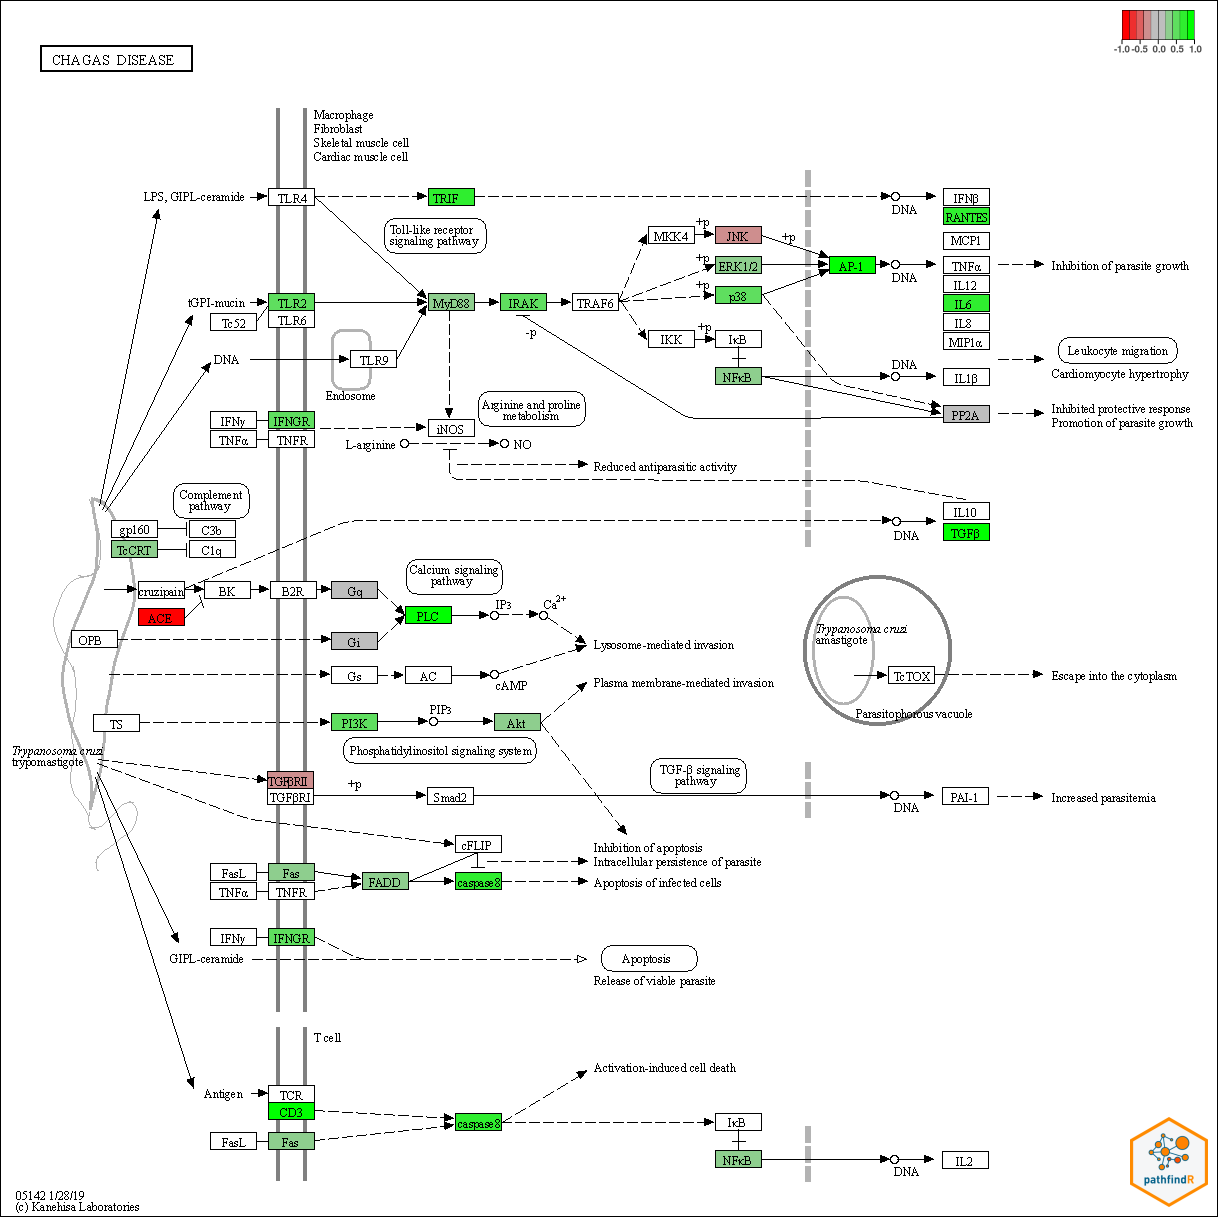 -1.0 -0.5 0.0 0.5 1.0
CHAGAS DISEASE
Macrophage
Fibroblast
Skeletal muscle cell
Cardiac muscle cell
LPS, GIPL-ceramide
TLR4
TRIF
DNA
IFNβ
RANTES
Toll-like receptor
signaling pathway
MKK4
+p
JNK
+p
MCP1
+p
ERK1/2
AP-1
DNA
TNFα
Inhibition of parasite growth
IL12
+p
p38
IL6
tGPI-mucin
TLR2
MyD88
IRAK
TRAF6
Tc52
TLR6
-p
IL8
+p
IKK
IκB
MIP1α
Leukocyte migration
DNA
TLR9
DNA
Cardiomyocyte hypertrophy
NFκB
IL1β
Endosome
Arginine and proline
metabolism
PP2A
Inhibited protective response
Promotion of parasite growth
IFNγ
IFNGR
iNOS
TNFα
TNFR
L-arginine
NO
Reduced antiparasitic activity
Complement
pathway
IL10
gp160
C3b
DNA
TGFβ
TcCRT
C1q
Calcium signaling
pathway
cruzipain
BK
B2R
Gq
ACE
PLC
IP3
Ca2+
OPB
Gi
Lysosome-mediated invasion
Trypanosoma cruzi
amastigote
Gs
AC
cAMP
TcTOX
Escape into the cytoplasm
Plasma membrane-mediated invasion
Parasitophorous vacuole
TS
PI3K
PIP3
Akt
Phosphatidylinositol signaling system
Trypanosoma cruzi
trypomastigote
TGF-β signaling
pathway
TGFβRII
+p
TGFβRI
Smad2
DNA
PAI-1
Increased parasitemia
cFLIP
Inhibition of apoptosis
Intracellular persistence of parasite
FasL
Fas
FADD
caspase8
Apoptosis of infected cells
TNFα
TNFR
IFNγ
IFNGR
GIPL-ceramide
Apoptosis
Release of viable parasite
T cell
Activation-induced cell death
Antigen
TCR
CD3
caspase8
IκB
FasL
Fas
NFκB
DNA
IL2
pathfindR
05142 1/28/19
(c) Kanehisa Laboratories